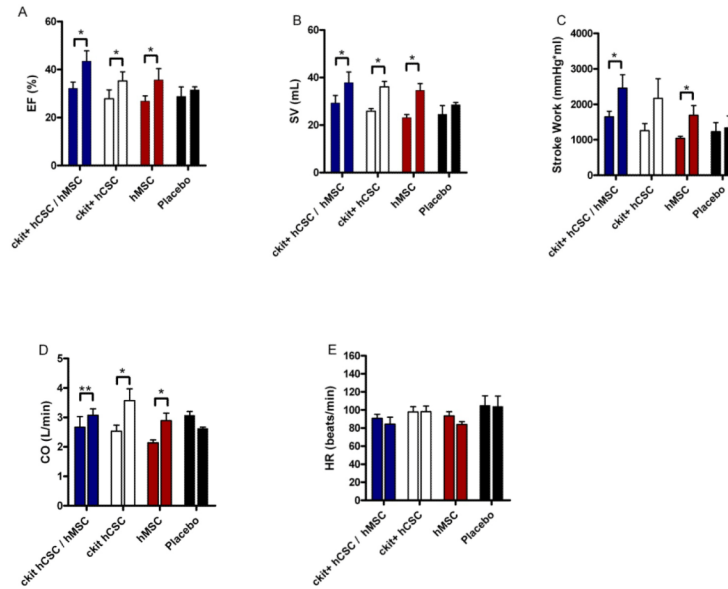 A
EF (%)
60
40
20
0
* * *
ckit+ hCSC / hMSC
ckit+ hCSC
hMSC
Placebo
B
SV (mL)
60
40
20
0
* * *
ckit+ hCSC / hMSC
ckit+ hCSC
hMSC
Placebo
C
Stroke Work (mmHg*ml)
4000
3000
2000
1000
0
* *
ckit+ hCSC / hMSC
ckit+ hCSC
hMSC
Placebo
D
CO (L/min)
5
4
3
2
1
0
** * *
ckit hCSC / hMSC
ckit hCSC
hMSC
Placebo
E
HR (beats/min)
160
140
120
100
80
60
40
20
0
ckit+ hCSC / hMSC
ckit+ hCSC
hMSC
Placebo